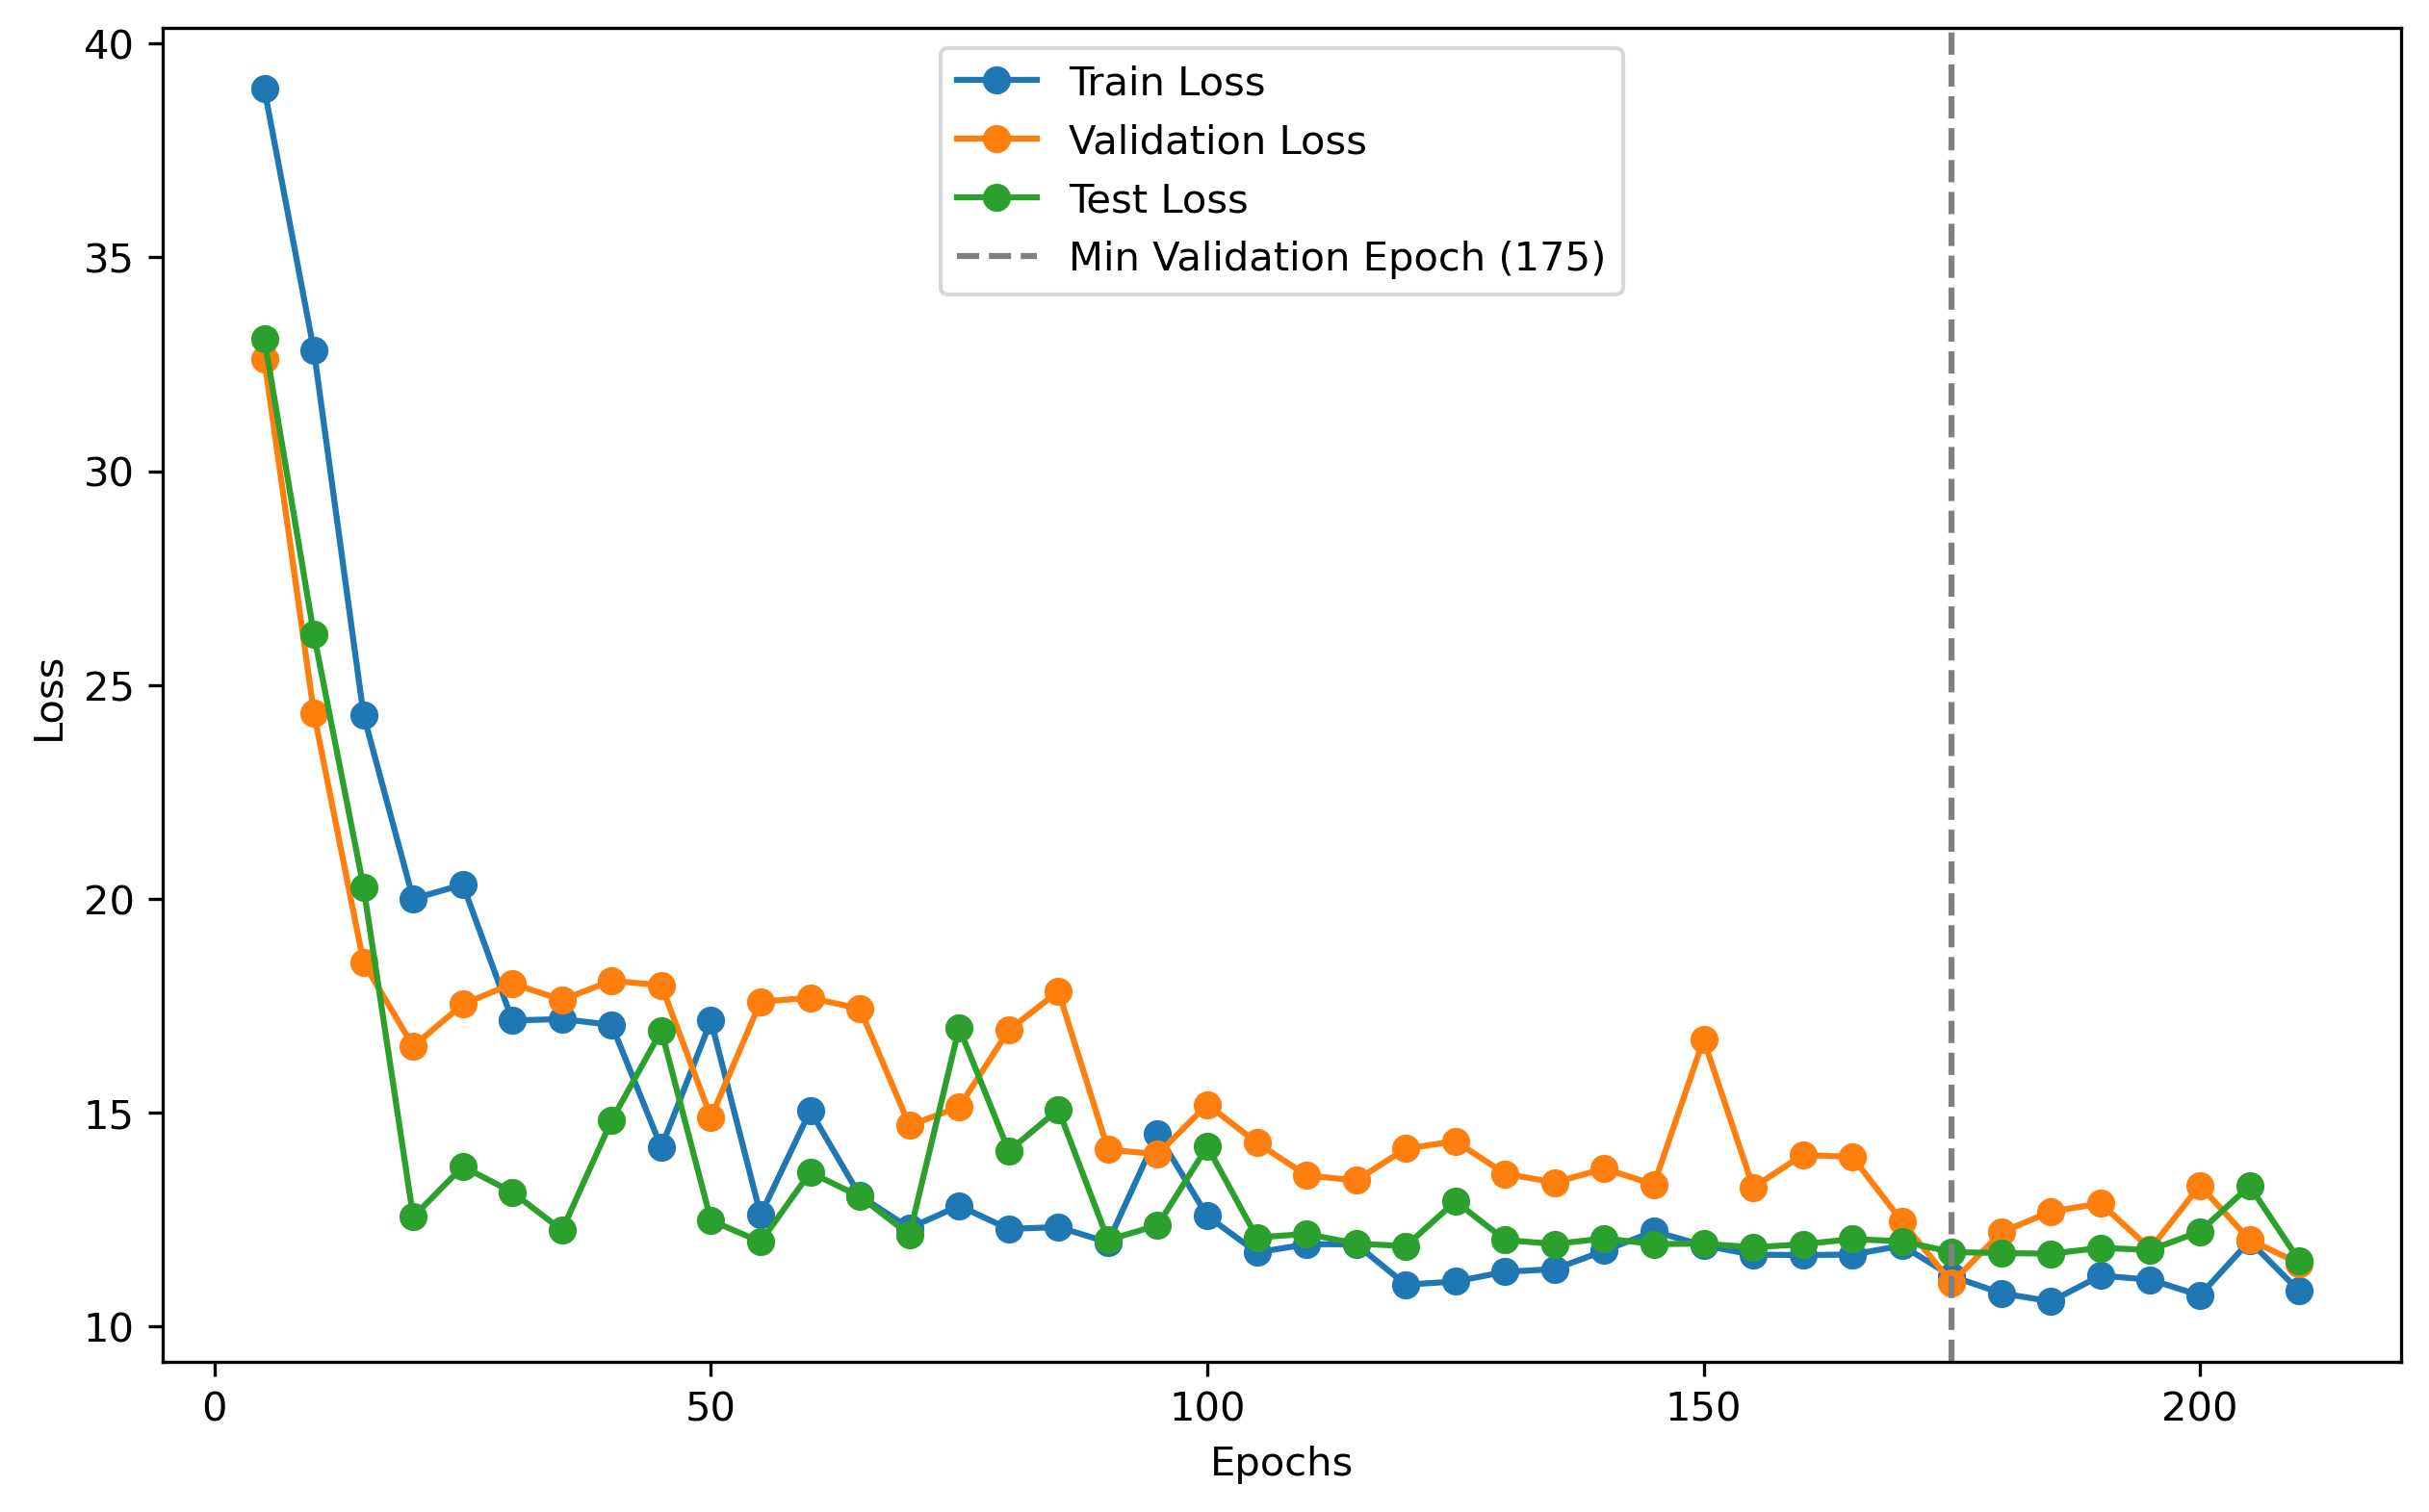 40
35
30
25
20
15
10
Loss
Train Loss
Validation Loss
Test Loss
Min Validation Epoch (175)
0 50 100 150 200
Epochs